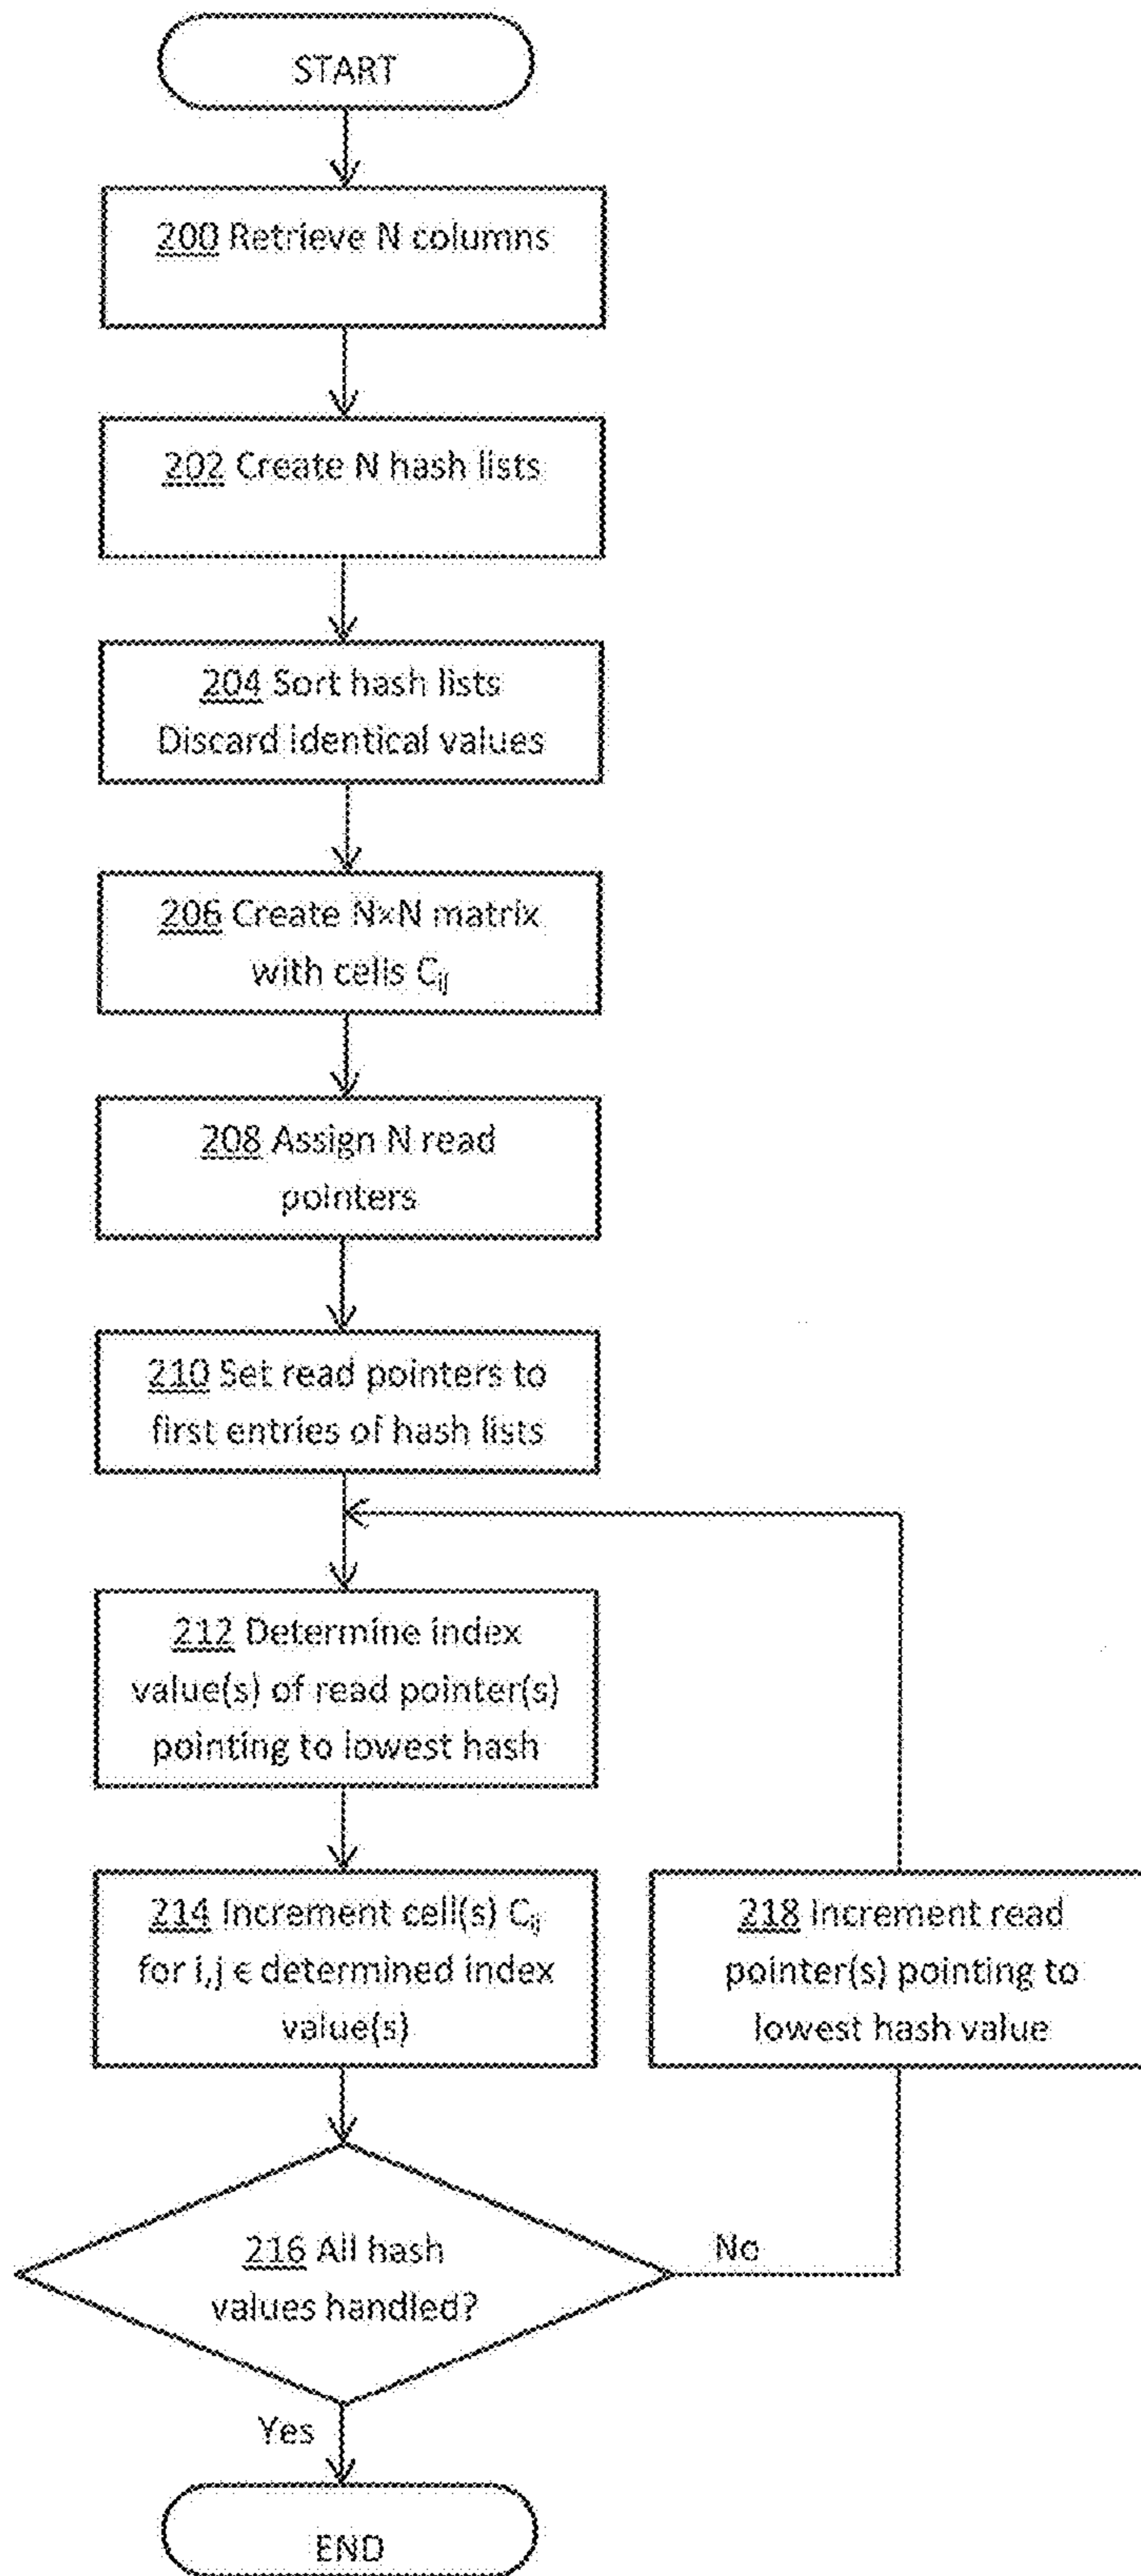 START
200 Retrieve N columns
202 Create N hash lists
204 Sort hash lists
Discard identical values
206 Create N×N matrix
with cells Cij
208 Assign N read
pointers
210 Set read pointers to
first entries of hash lists
212 Determine index
value(s) of read pointer(s)
pointing to lowest hash
214 Increment cell(s) Cij
for i,j ϵ determined index
value(s)
218 Increment read
pointer(s) pointing to
lowest hash value
216 All hash
values handled?
No
Yes
END